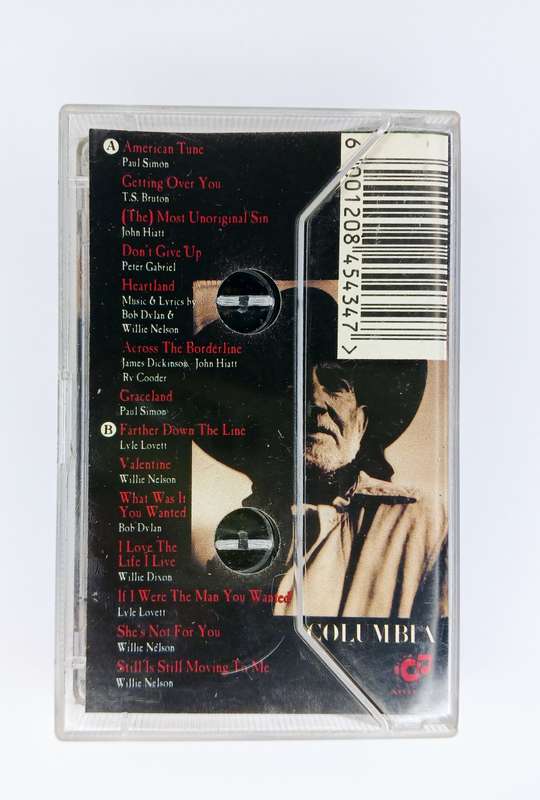 A American Tune
Paul Simon
Getting Over You
T.S. Bruton
(The) Most Unoriginal Sin
John Hiatt
Don't Give Up
Peter Gabriel
Heartland
Music & Lyrics by
Bob Dylan &
Willie Nelson
Across The Borderline
James Dickinson John Hiatt
Ry Cooder
Graceland
Paul Simon
B Farther Down The Line
Lyle Lovett
Valentine
Willie Nelson
What Was It
You Wanted
Bob Dylan
I Love The
Life I Live
Willie Dixon
If I Were The Man You Wanted
Lyle Lovett
She's Not For You
Willie Nelson
Still Is Still Moving To Me
Willie Nelson
6 001208 454347 >
COLUMBIA